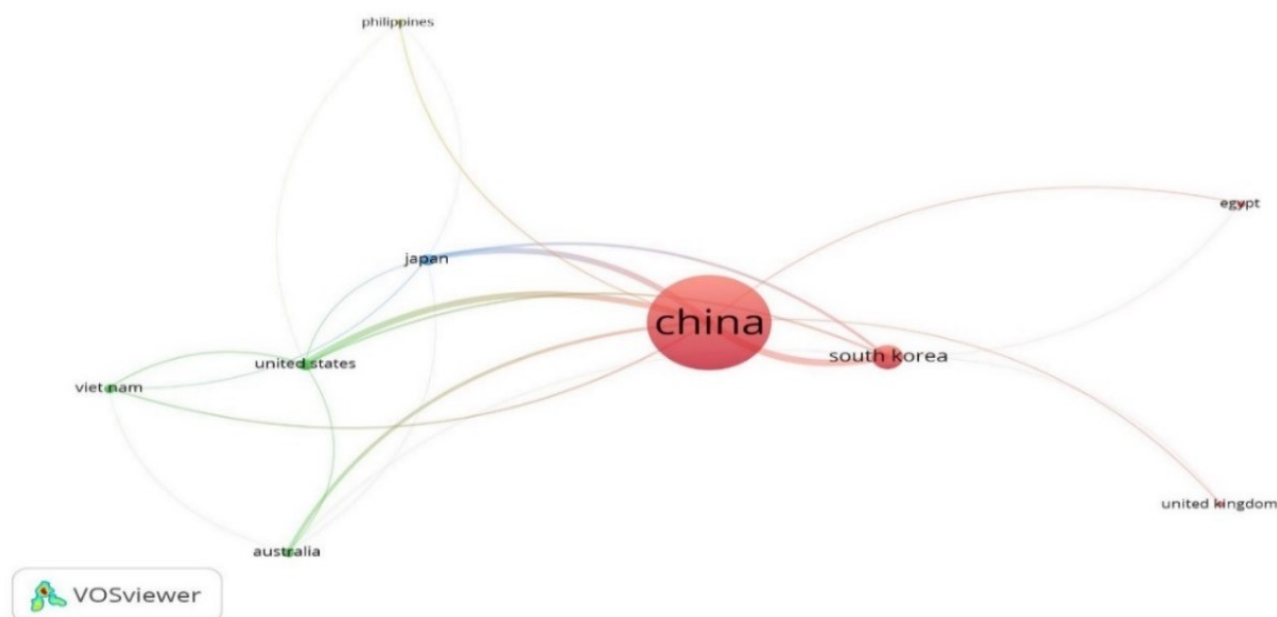 philippines
egypt
japan
china
south korea
united states
viet nam
united kingdom
australia
VOSviewer